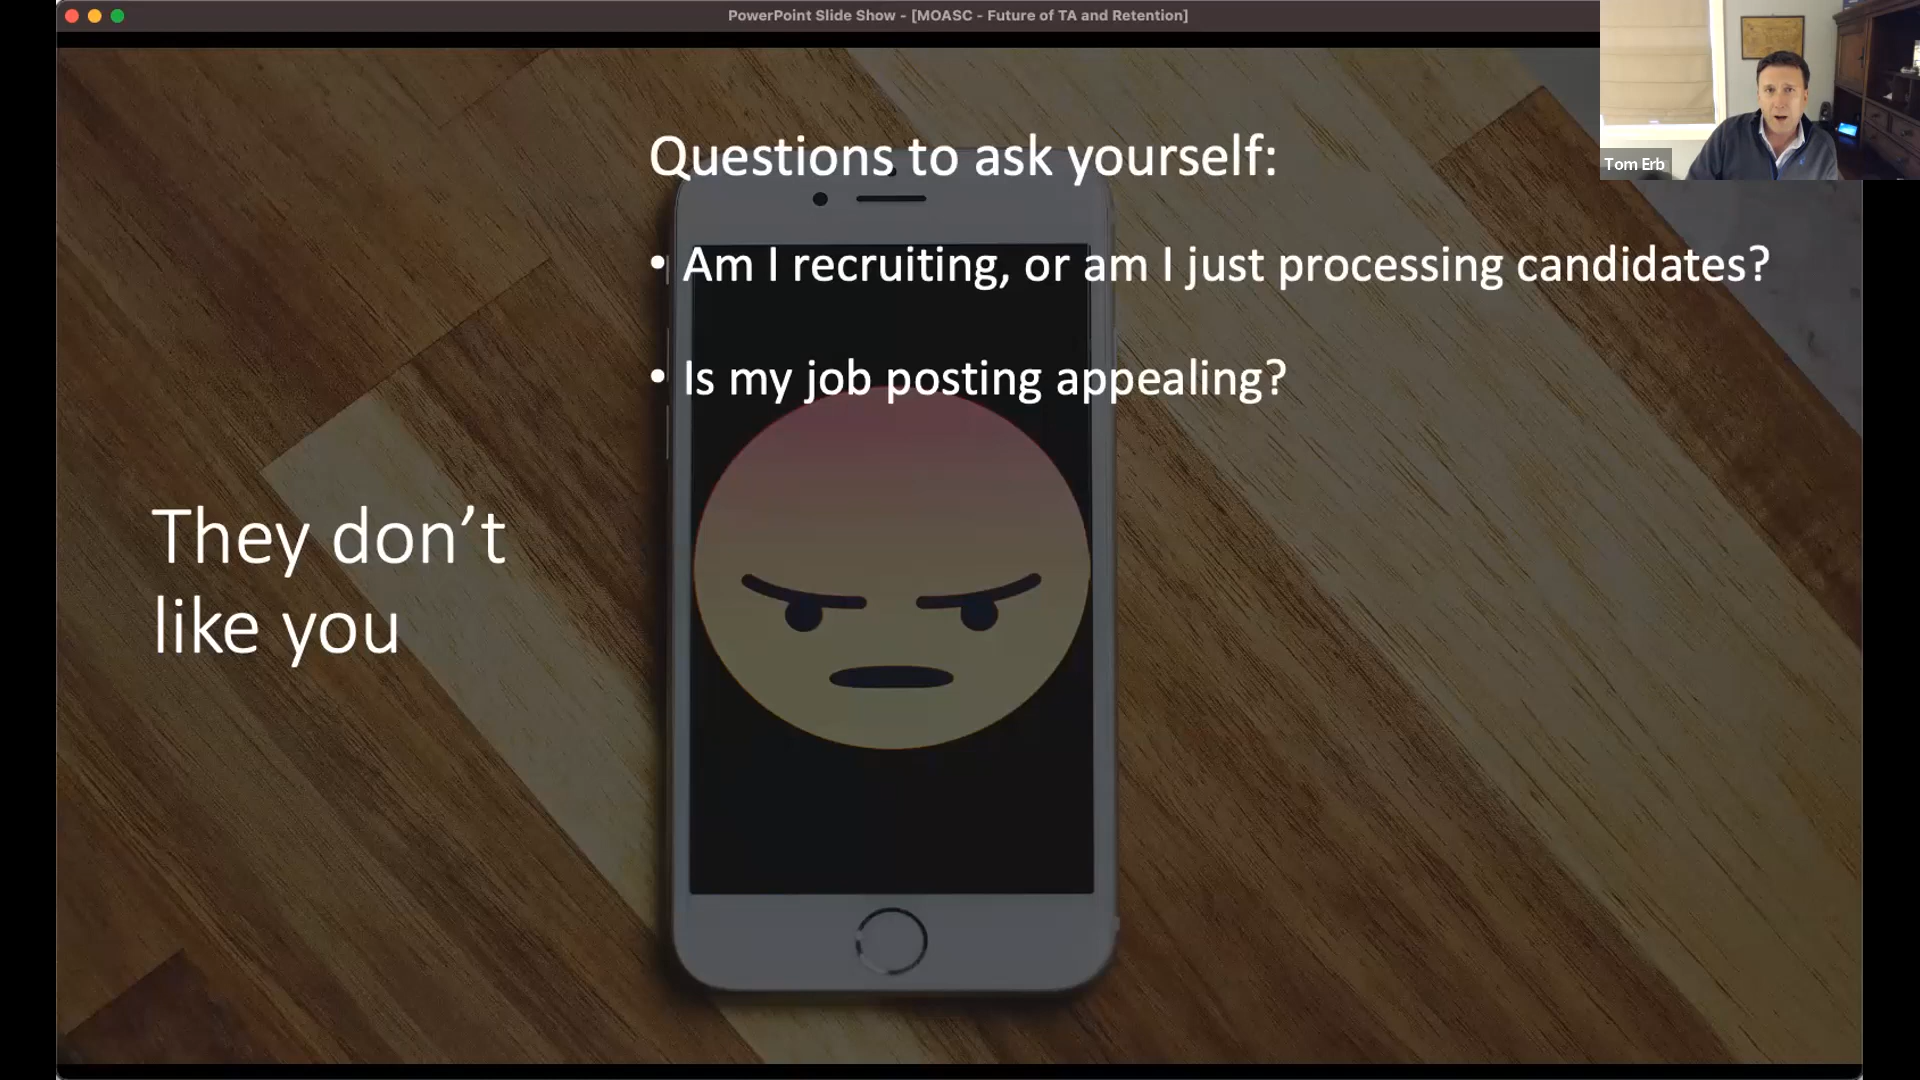 PowerPoint Slide Show - [MOASC - Future of TA and Retention]
Tom Erb
Questions to ask yourself:
• Am I recruiting, or am I just processing candidates?
• Is my job posting appealing?
They don’t
like you